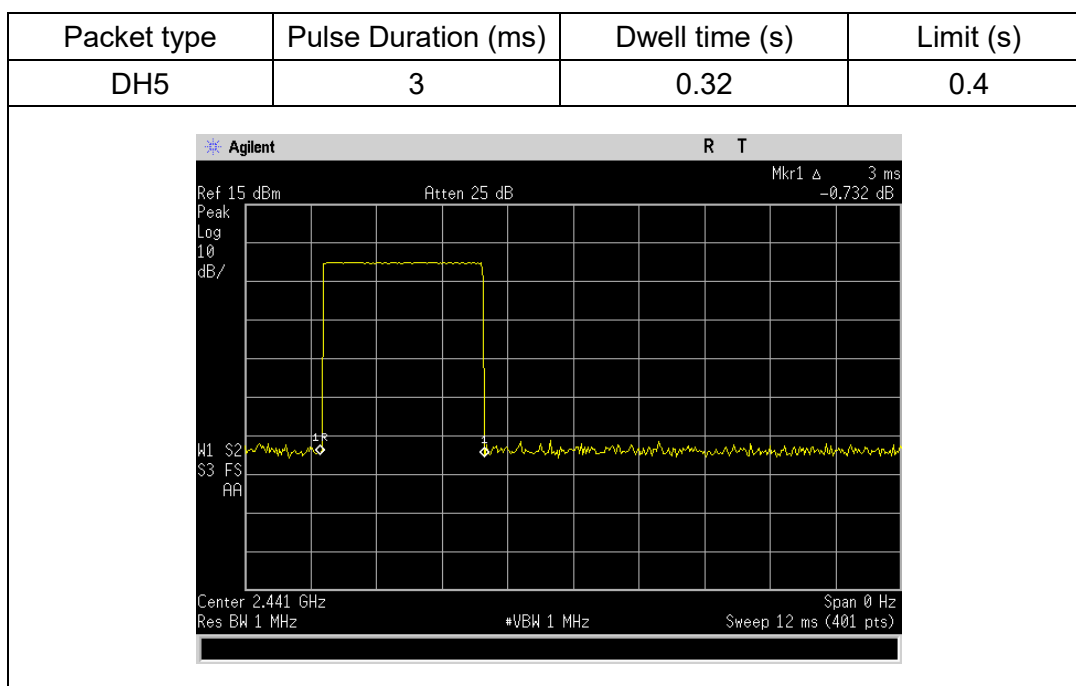 Packet type Pulse Duration (ms) Dwell time (s) Limit (s)
DH5 3 0.32 0.4
Agilent R T
Mkr1 Δ 3 ms
Ref 15 dBm Atten 25 dB -0.732 dB
Peak
Log
10
dB/
1R
1
W1 S2
S3 FS
AA
Center 2.441 GHz Span 0 Hz
Res BW 1 MHz #VBW 1 MHz Sweep 12 ms (401 pts)